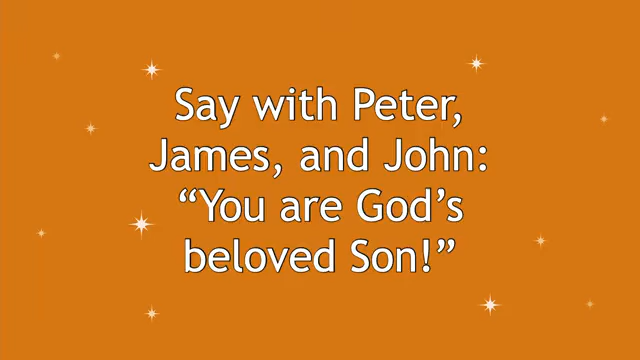 Say with Peter,
James, and John:
“You are God’s
beloved Son!”